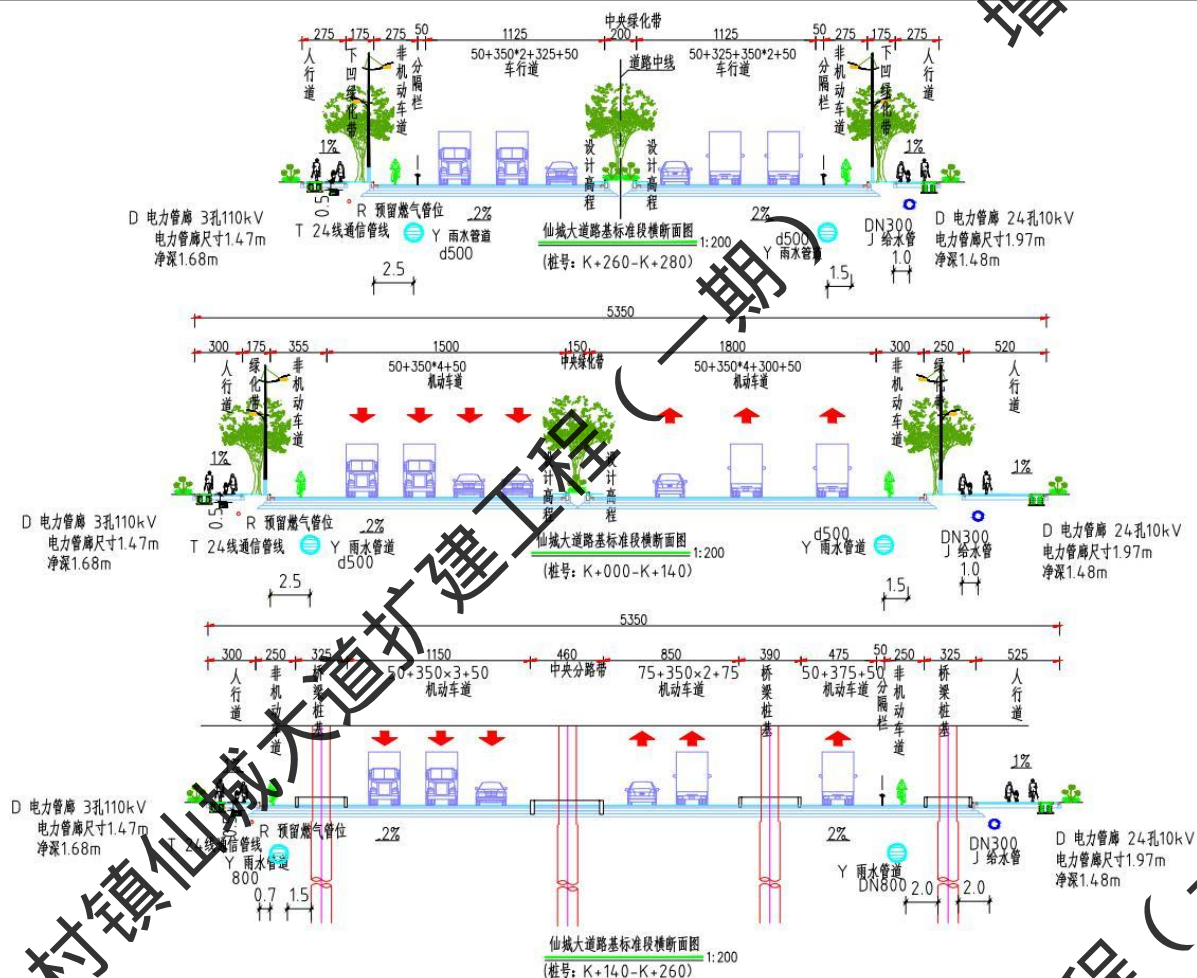 中央绿化带
275 175 275 50 1125 200 1125 50 275 175 275
50+350*2+325+50
50+325+350*2+50
车行道
车行道
道路中线
人行道
下凹绿化带
非机动车道
分隔栏
设计高程
设计高程
分隔栏
非机动车道
下凹绿化带
人行道
1%
1%
0.5
D 电力管廊 3孔110kV
电力管廊尺寸1.47m
净深1.68m
R 预留燃气管位
T 24线通信管线
2%
Y 雨水管道
d500
2.5
仙城大道路基标准段横断面图 1:200
(桩号: K+260-K+280)
2%
d500
Y 雨水管道
1.5
DN300
J 给水管
1.0
D 电力管廊 24孔10kV
电力管廊尺寸1.97m
净深1.48m
5350
300 175 355 1500 150 1800 300 250 520
50+350*4+50
机动车道
中央绿化带
50+350*4+300+50
机动车道
人行道
绿化带
非机动车道
设计高程
设计高程
非机动车道
绿化带
人行道
1%
1%
0.5
D 电力管廊 3孔110kV
电力管廊尺寸1.47m
净深1.68m
R 预留燃气管位
T 24线通信管线
2%
Y 雨水管道
d500
2.5
仙城大道路基标准段横断面图 1:200
(桩号: K+000-K+140)
d500
Y 雨水管道
1.5
DN300
J 给水管
1.0
D 电力管廊 24孔10kV
电力管廊尺寸1.97m
净深1.48m
5350
300 250 325 1150 460 850 390 475 50 250 325 525
50+350×3+50
机动车道
中央分路带
75+350×2+75
机动车道
50+375+50
机动车道
人行道
非机动车道
桥梁桩基
桥梁桩基
分隔栏
非机动车道
桥梁桩基
人行道
1%
D 电力管廊 3孔110kV
电力管廊尺寸1.47m
净深1.68m
R 预留燃气管位
T 24线通信管线
Y 雨水管道
800
0.7 1.5
2%
2%
Y 雨水管道
DN800
2.0 2.0
DN300
J 给水管
D 电力管廊 24孔10kV
电力管廊尺寸1.97m
净深1.48m
仙城大道路基标准段横断面图 1:200
(桩号: K+140-K+260)
村镇仙城大道扩建工程（一期）
增
程（